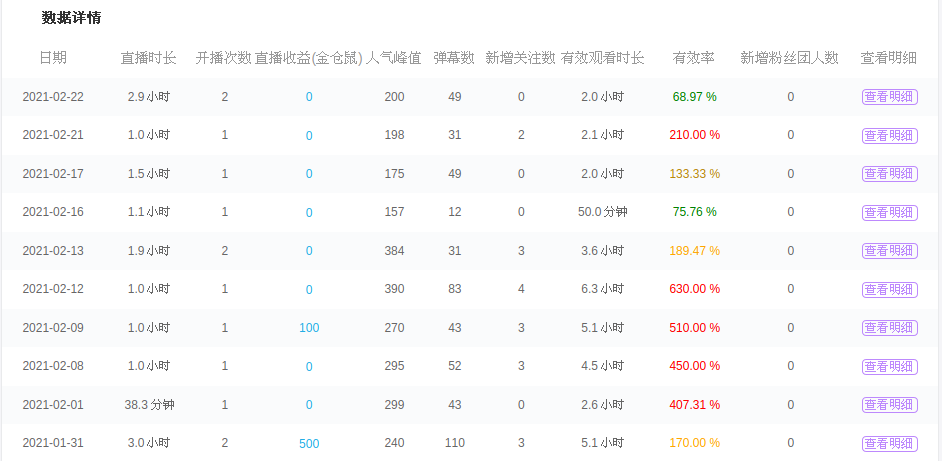 数据详情
日期 直播时长 开播次数 直播收益(金仓鼠) 人气峰值 弹幕数 新增关注数 有效观看时长 有效率 新增粉丝团人数 查看明细
2021-02-22 2.9 小时 2 0 200 49 0 2.0 小时 68.97 % 0 查看明细
2021-02-21 1.0 小时 1 0 198 31 2 2.1 小时 210.00 % 0 查看明细
2021-02-17 1.5 小时 1 0 175 49 0 2.0 小时 133.33 % 0 查看明细
2021-02-16 1.1 小时 1 0 157 12 0 50.0 分钟 75.76 % 0 查看明细
2021-02-13 1.9 小时 2 0 384 31 3 3.6 小时 189.47 % 0 查看明细
2021-02-12 1.0 小时 1 0 390 83 4 6.3 小时 630.00 % 0 查看明细
2021-02-09 1.0 小时 1 100 270 43 3 5.1 小时 510.00 % 0 查看明细
2021-02-08 1.0 小时 1 0 295 52 3 4.5 小时 450.00 % 0 查看明细
2021-02-01 38.3 分钟 1 0 299 43 0 2.6 小时 407.31 % 0 查看明细
2021-01-31 3.0 小时 2 500 240 110 3 5.1 小时 170.00 % 0 查看明细